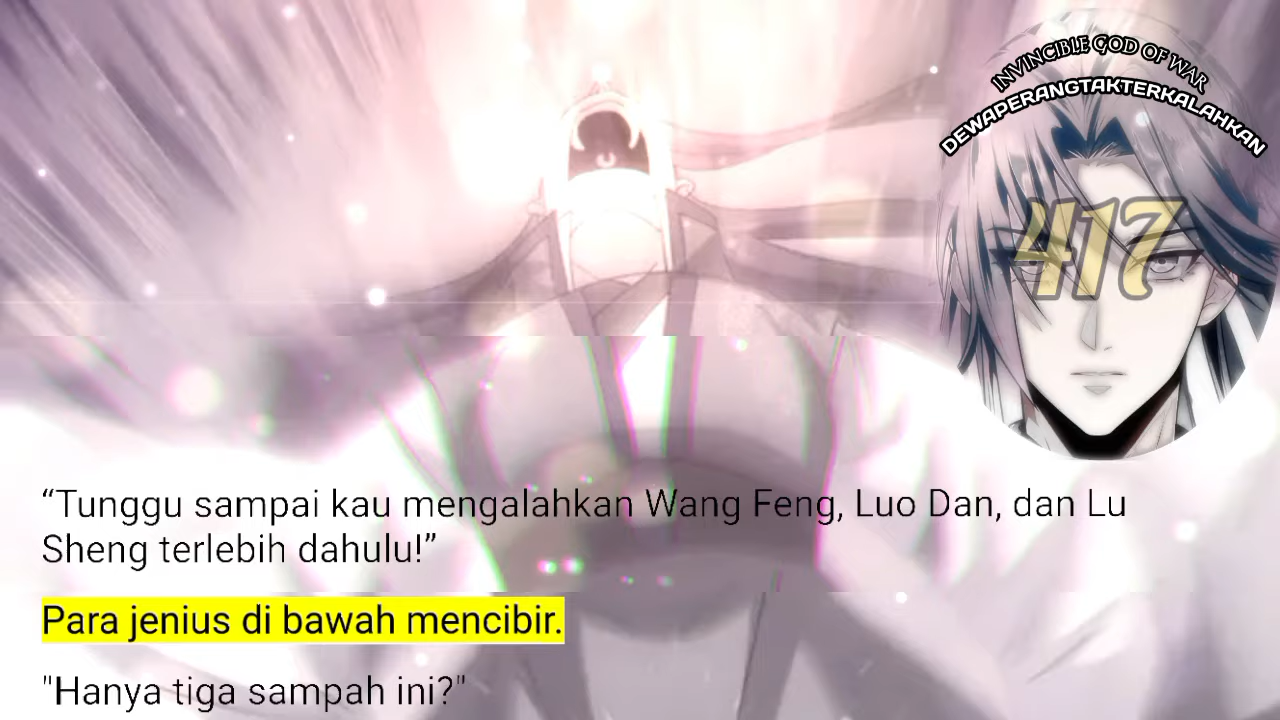 INVINCIBLE GOD OF WAR
DEWAPERANGTAKTERKALAHKAN
417
“Tunggu sampai kau mengalahkan Wang Feng, Luo Dan, dan Lu
Sheng terlebih dahulu!”
Para jenius di bawah mencibir.
"Hanya tiga sampah ini?"